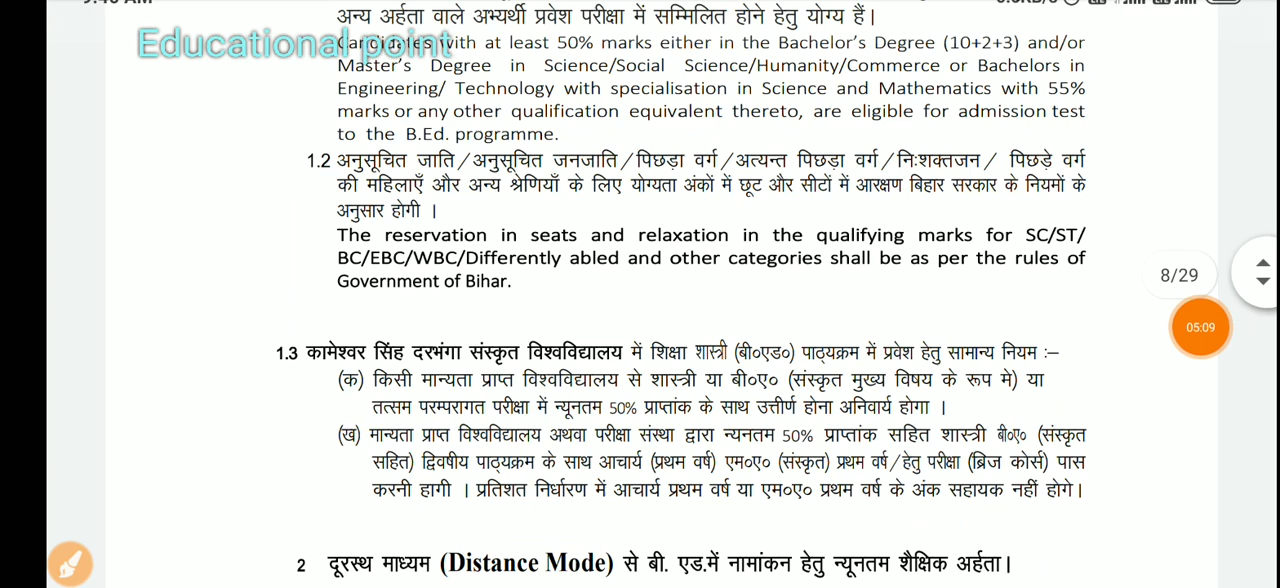 अन्य अर्हता वाले अभ्यर्थी प्रवेश परीक्षा में सम्मिलित होने हेतु योग्य हैं।
Educational point
Candidates with at least 50% marks either in the Bachelor's Degree (10+2+3) and/or
Master's Degree in Science/Social Science/Humanity/Commerce or Bachelors in
Engineering/ Technology with specialisation in Science and Mathematics with 55%
marks or any other qualification equivalent thereto, are eligible for admission test
to the B.Ed. programme.
1.2 अनुसूचित जाति/अनुसूचित जनजाति/पिछड़ा वर्ग/अत्यन्त पिछड़ा वर्ग/निःशक्तजन/ पिछड़े वर्ग
की महिलाएँ और अन्य श्रेणियाँ के लिए योग्यता अंकों में छूट और सीटों में आरक्षण बिहार सरकार के नियमों के
अनुसार होगी ।
The reservation in seats and relaxation in the qualifying marks for SC/ST/
BC/EBC/WBC/Differently abled and other categories shall be as per the rules of
Government of Bihar.
8/29
05:09
1.3 कामेश्वर सिंह दरभंगा संस्कृत विश्वविद्यालय में शिक्षा शास्त्री (बी०एड०) पाठ्यक्रम में प्रवेश हेतु सामान्य नियम :–
(क) किसी मान्यता प्राप्त विश्वविद्यालय से शास्त्री या बी०ए० (संस्कृत मुख्य विषय के रूप मे) या
तत्सम परम्परागत परीक्षा में न्यूनतम 50% प्राप्तांक के साथ उत्तीर्ण होना अनिवार्य होगा ।
(ख) मान्यता प्राप्त विश्वविद्यालय अथवा परीक्षा संस्था द्वारा न्यनतम 50% प्राप्तांक सहित शास्त्री बी०ए० (संस्कृत
सहित) द्विवषीय पाठ्यक्रम के साथ आचार्य (प्रथम वर्ष) एम०ए० (संस्कृत) प्रथम वर्ष/हेतु परीक्षा (ब्रिज कोर्स) पास
करनी हागी । प्रतिशत निर्धारण में आचार्य प्रथम वर्ष या एम०ए० प्रथम वर्ष के अंक सहायक नहीं होगे।
2 दूरस्थ माध्यम (Distance Mode) से बी. एड.में नामांकन हेतु न्यूनतम शैक्षिक अर्हता।